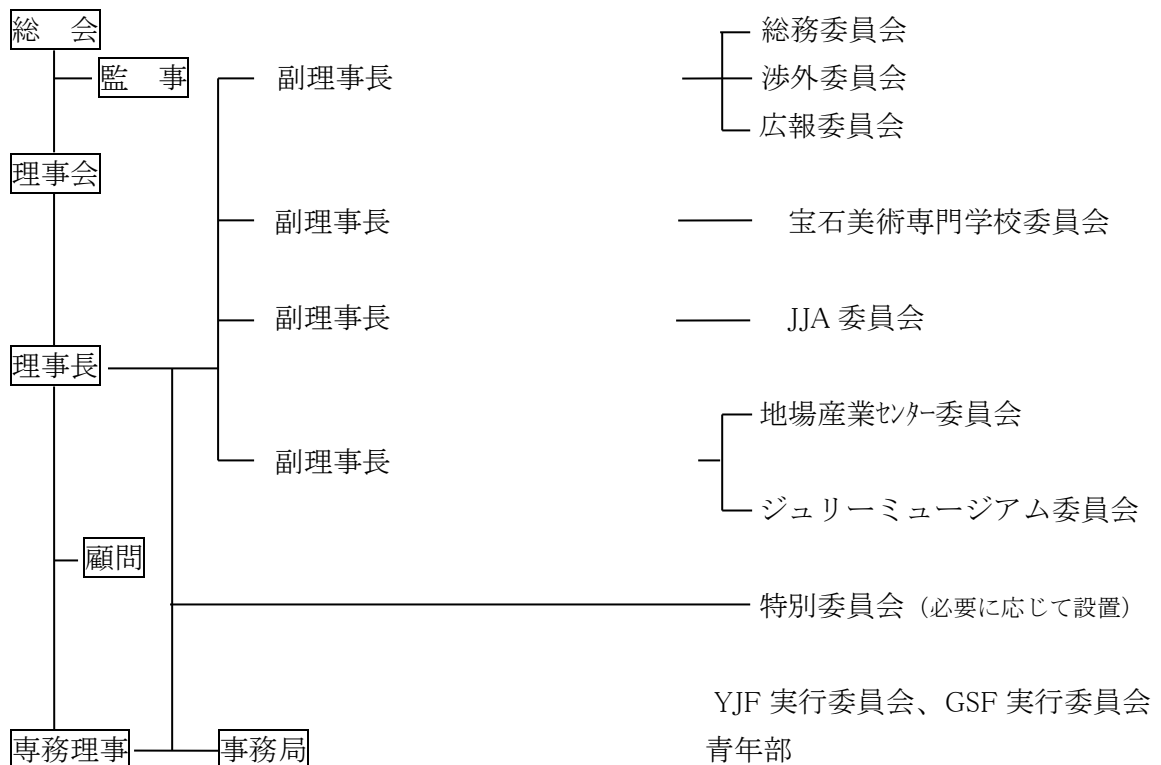 総　会
総務委員会
監　事
副理事長
渉外委員会
広報委員会
理事会
副理事長
宝石美術専門学校委員会
副理事長
JJA 委員会
理事長
地場産業ｾﾝﾀｰ委員会
副理事長
ジュリーミュージアム委員会
顧問
特別委員会（必要に応じて設置）
YJF 実行委員会、GSF 実行委員会
専務理事
事務局
青年部